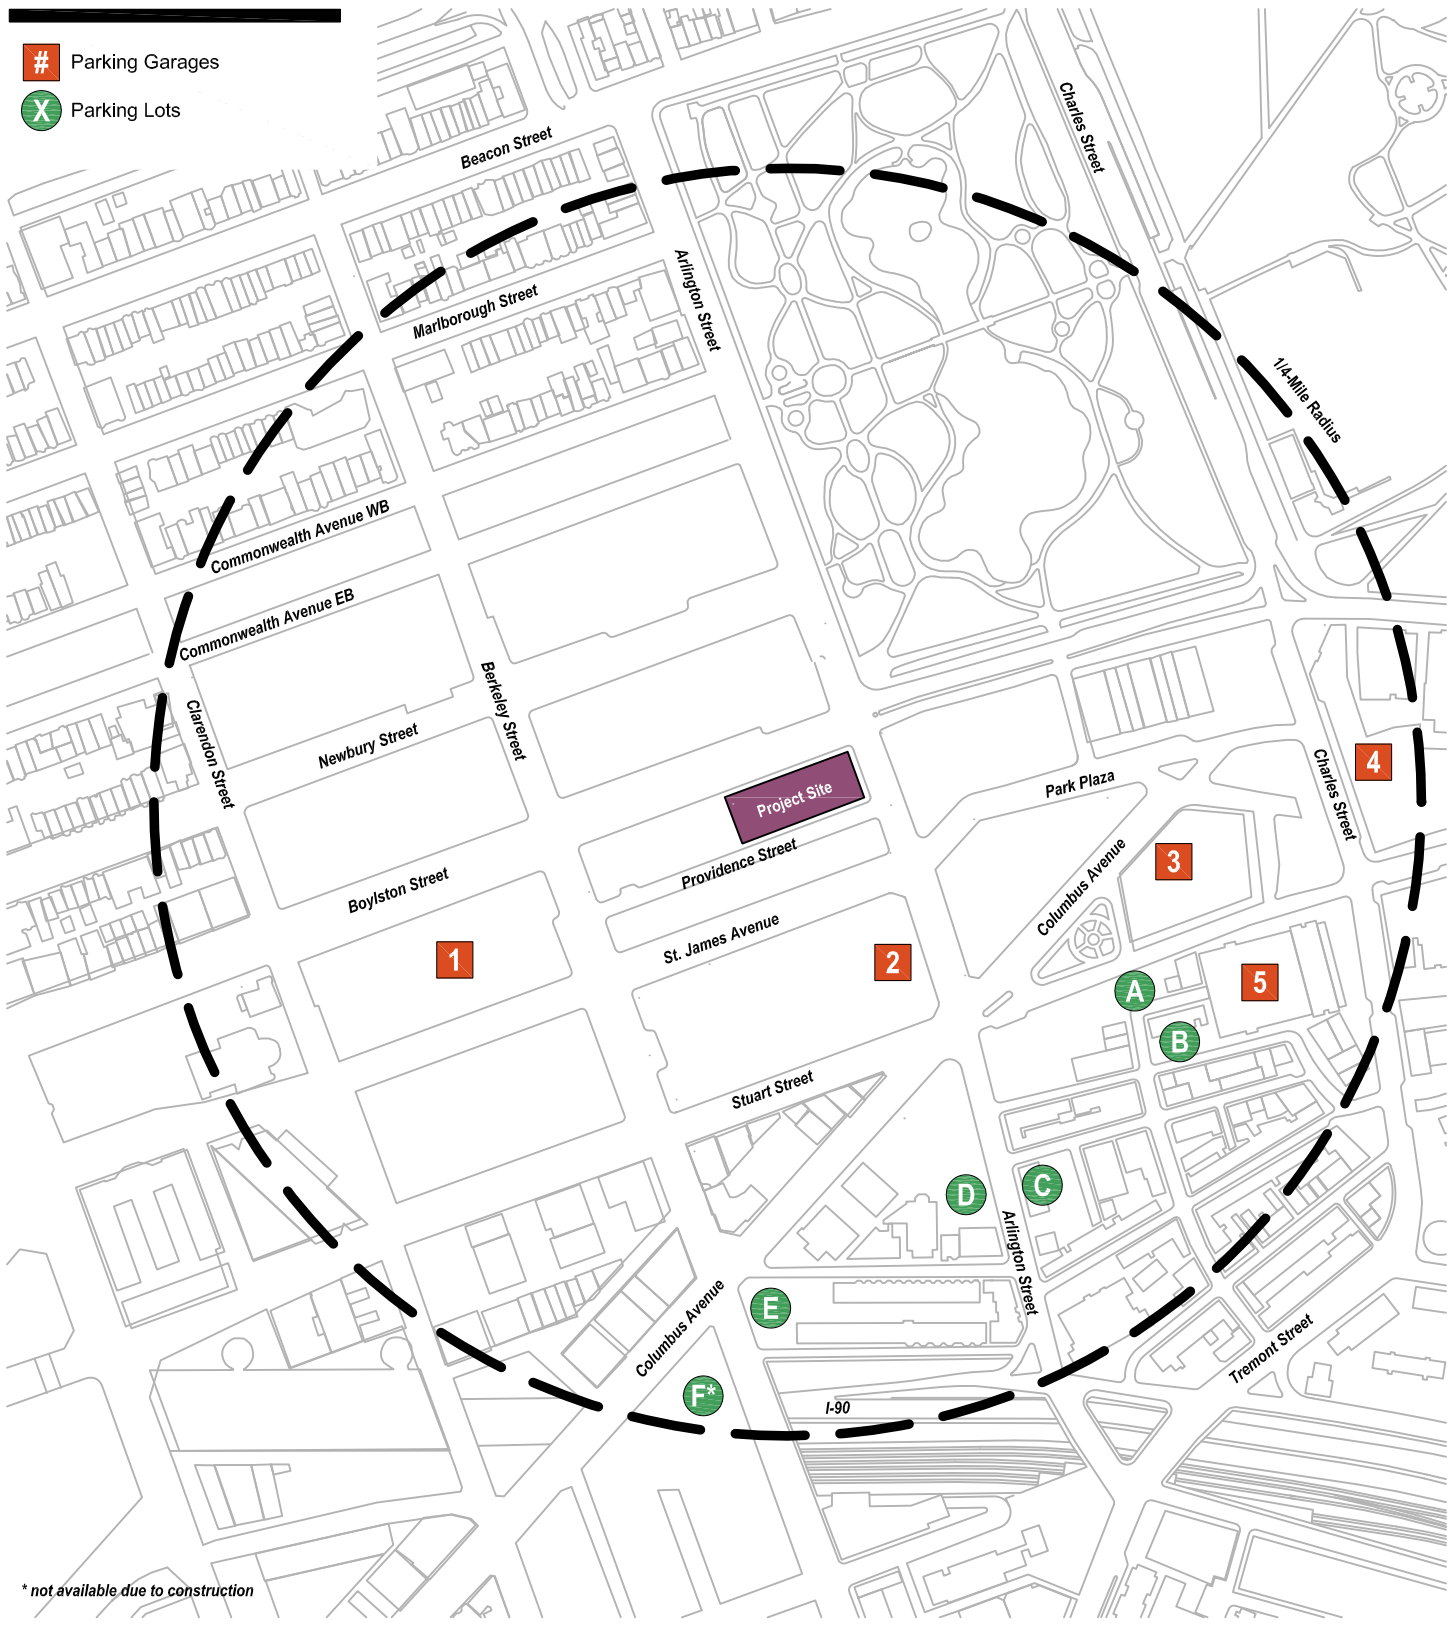 # Parking Garages
X Parking Lots
Beacon Street
Charles Street
Marlborough Street
Arlington Street
1/4-Mile Radius
Commonwealth Avenue WB
Commonwealth Avenue EB
Clarendon Street
Berkeley Street
Newbury Street
Project Site
Park Plaza
Charles Street
4
Providence Street
Columbus Avenue
3
Boylston Street
St. James Avenue
1
2
5
A
B
Stuart Street
D
C
Arlington Street
E
Columbus Avenue
Tremont Street
F*
I-90
* not available due to construction